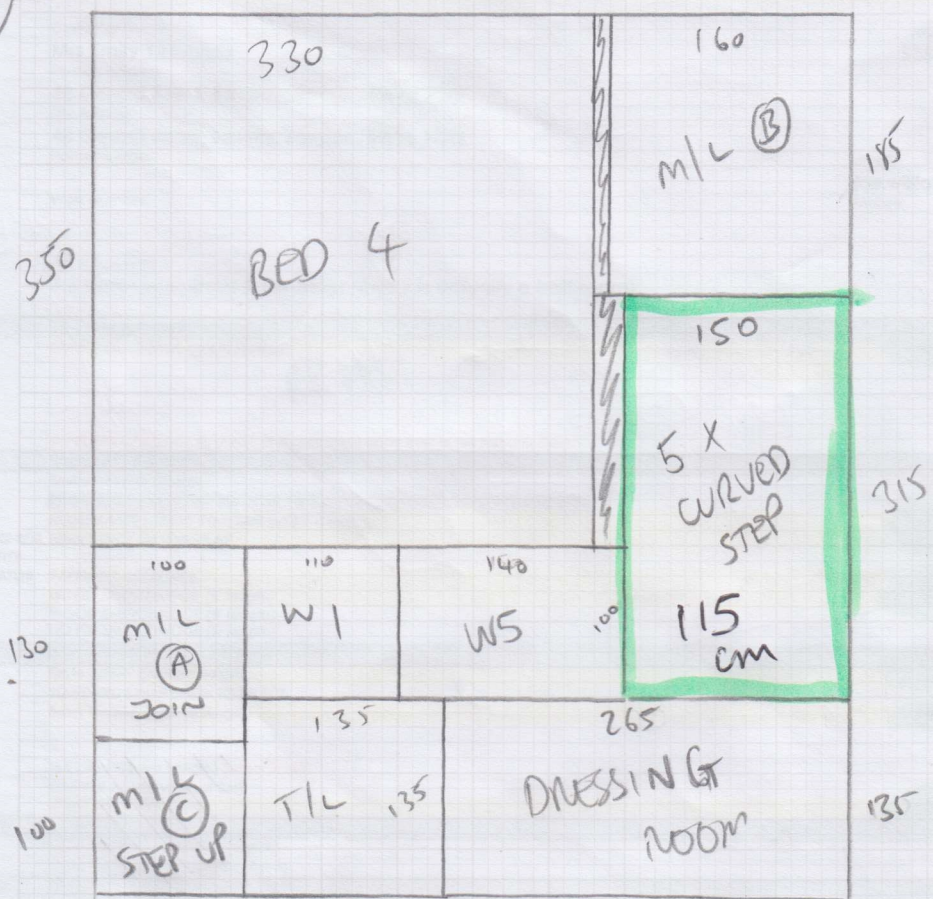 330
160
M/L (B)
185
350
BED 4
150
5 X
CURVED
STEP
315
115
cm
100
110
140
100
130
M/L
(A)
JOIN
W1
W5
135
265
M/L
(C)
STEP UP
100
T/L
135
DRESSING
ROOM
135